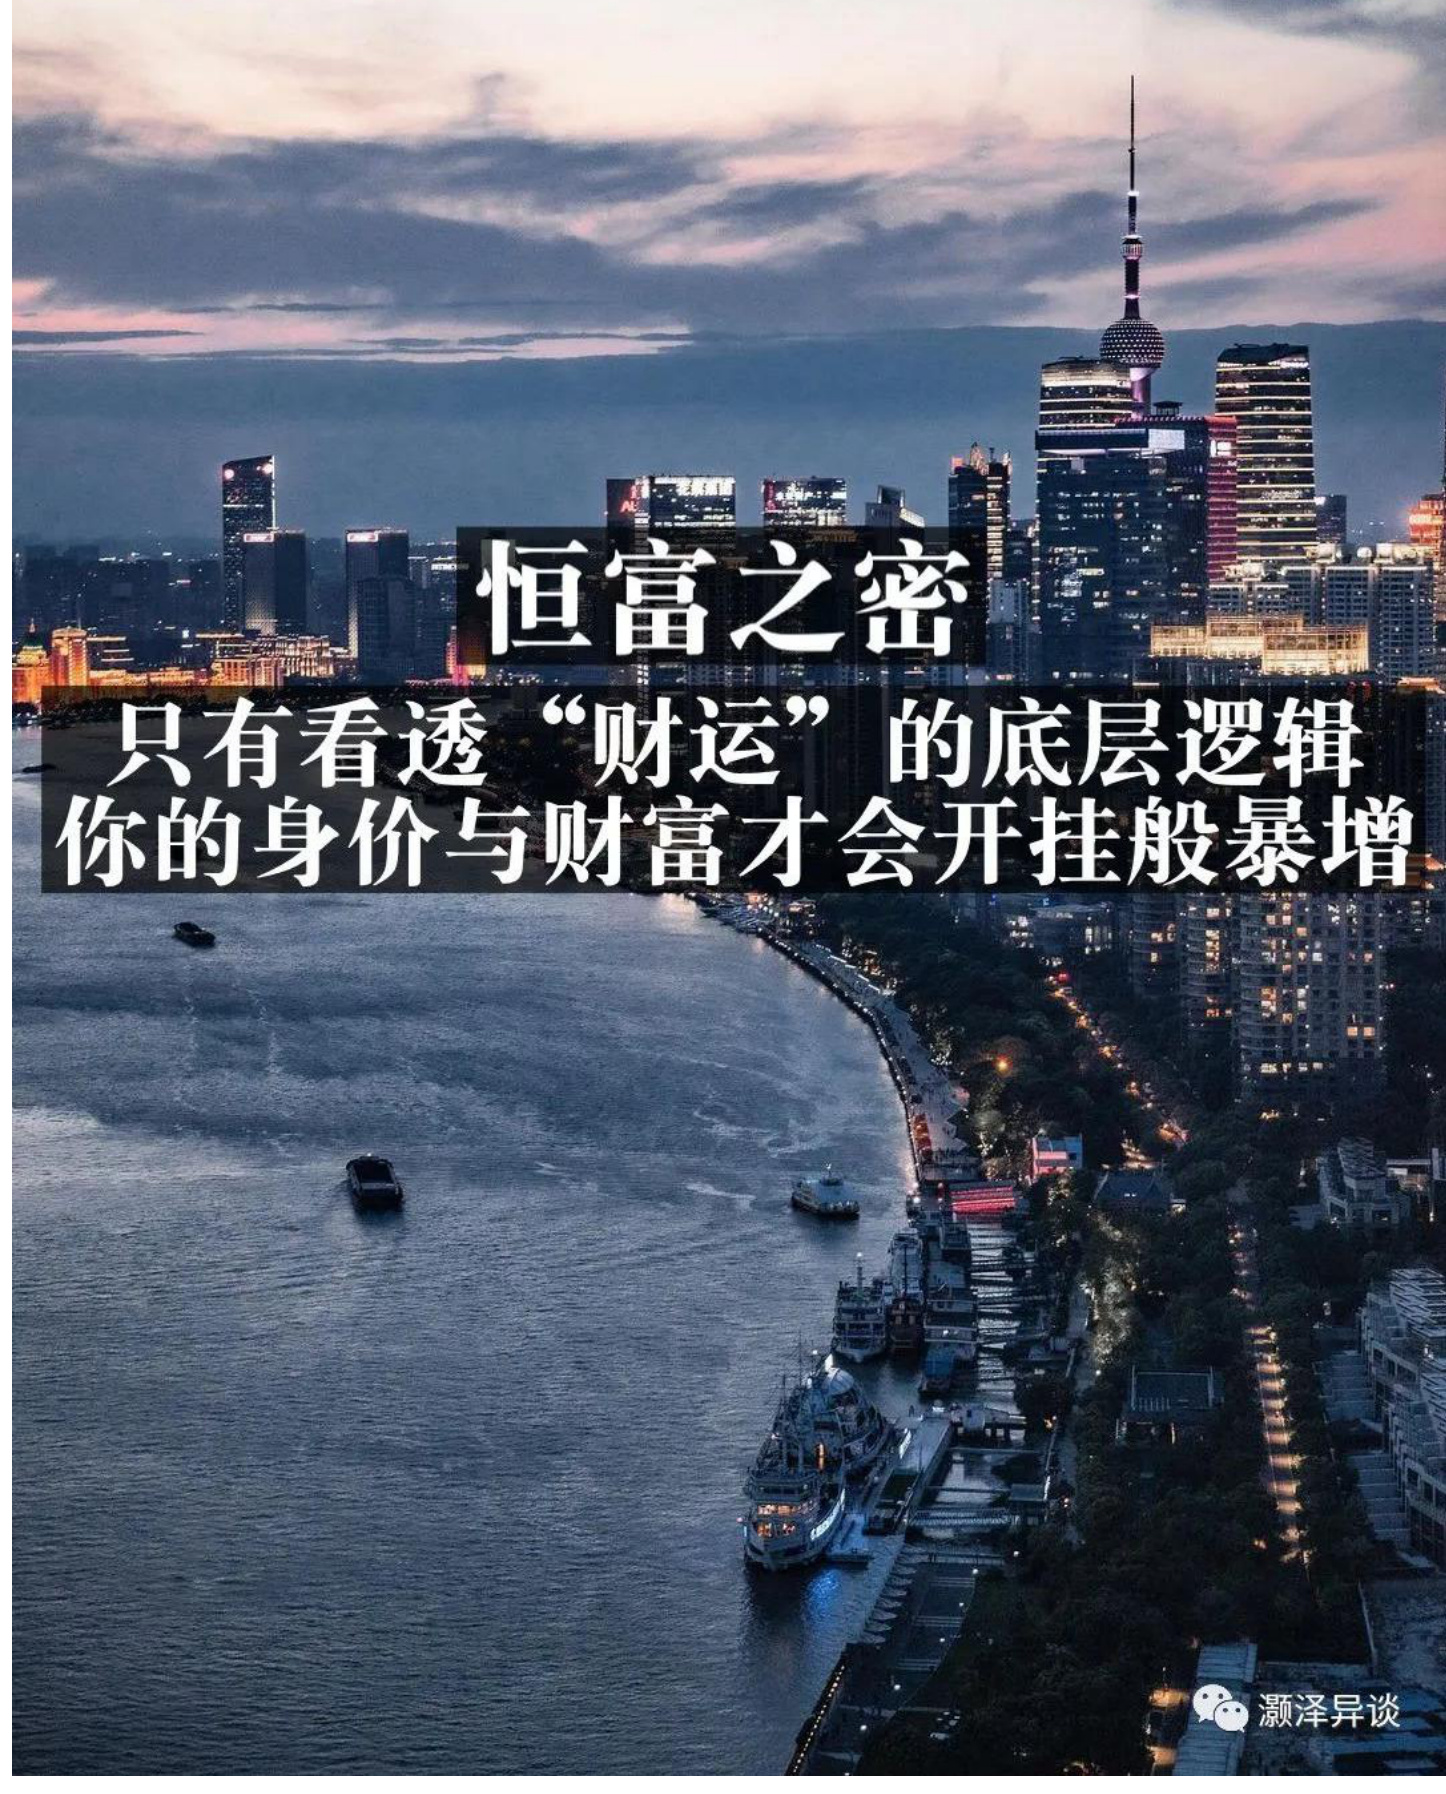 恒富之密
只有看透“财运”的底层逻辑
你的身价与财富才会开挂般暴增
灏泽异谈